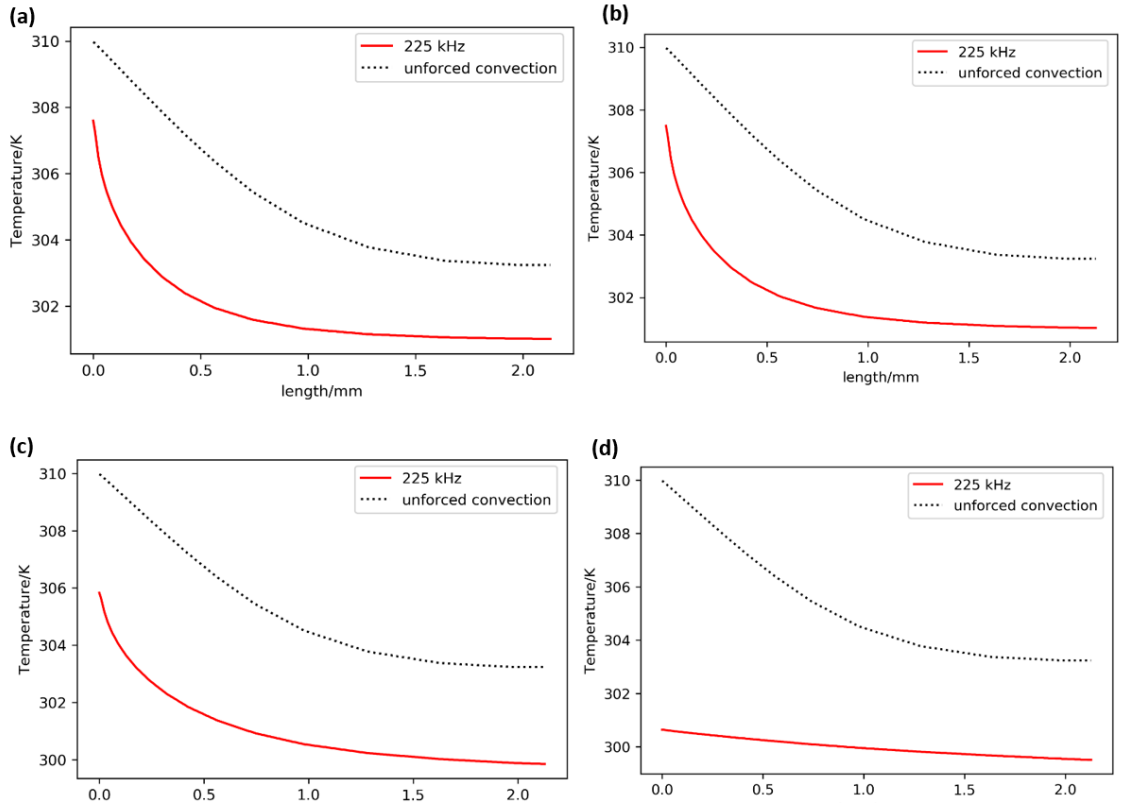 (a)
310
308
306
304
302
Temperature/K
225 kHz
unforced convection
0.0 0.5 1.0 1.5 2.0
length/mm
(b)
310
308
306
304
302
Temperature/K
225 kHz
unforced convection
0.0 0.5 1.0 1.5 2.0
length/mm
(c)
310
308
306
304
302
300
Temperature/K
225 kHz
unforced convection
0.0 0.5 1.0 1.5 2.0
(d)
310
308
306
304
302
300
Temperature/K
225 kHz
unforced convection
0.0 0.5 1.0 1.5 2.0